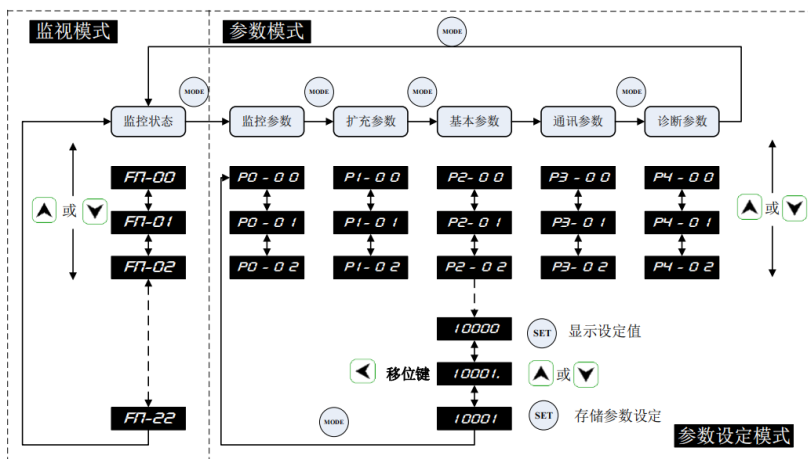 监视模式 参数模式
MODE
MODE MODE MODE MODE
监控状态 监控参数 扩充参数 基本参数 通讯参数 诊断参数
FП-00 P0-00 P1-00 P2-00 P3-00 P4-00
或 FП-01 P0-01 P1-01 P2-01 P3-01 P4-01 或
FП-02 P0-02 P1-02 P2-02 P3-02 P4-02
10000 SET 显示设定值
移位键 10001. 或
FП-22 MODE 10001 SET 存储参数设定
参数设定模式